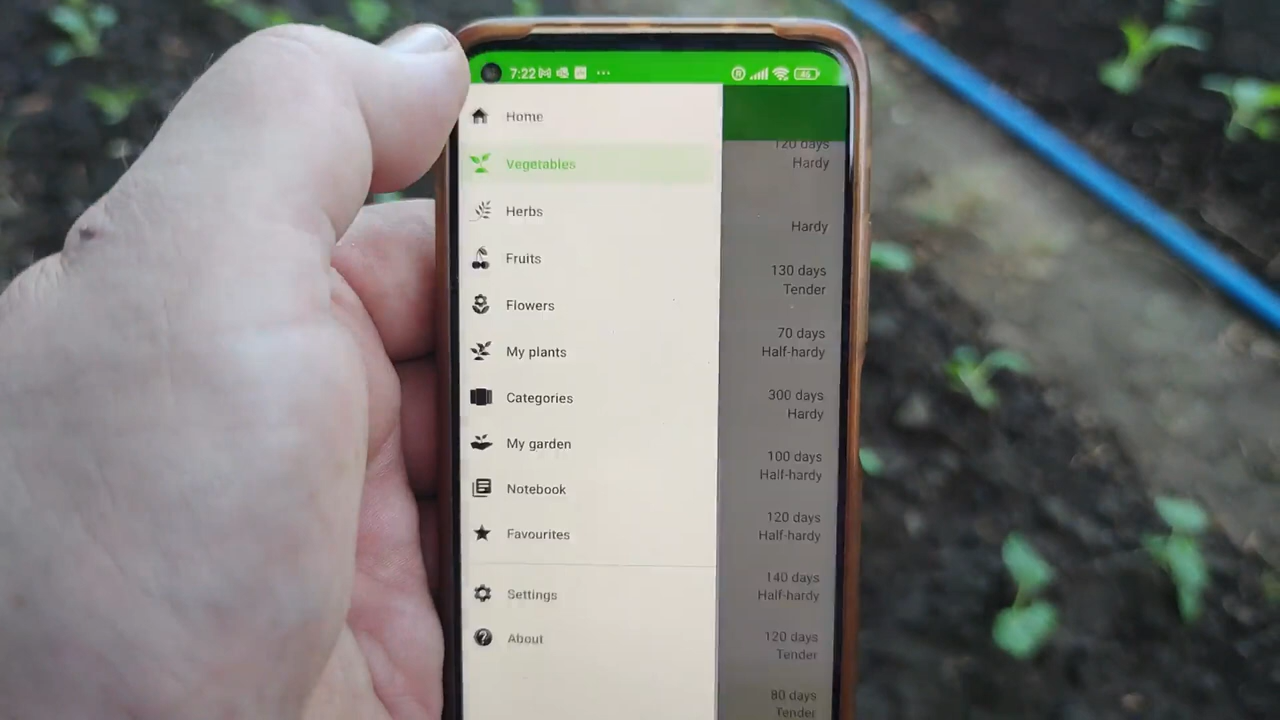 7:22
46
Home
Vegetables
Herbs
Fruits
Flowers
My plants
Categories
My garden
Notebook
Favourites
Settings
About
120 days
Hardy
Hardy
130 days
Tender
70 days
Half-hardy
300 days
Hardy
100 days
Half-hardy
120 days
Half-hardy
140 days
Half-hardy
120 days
Tender
80 days
Tender